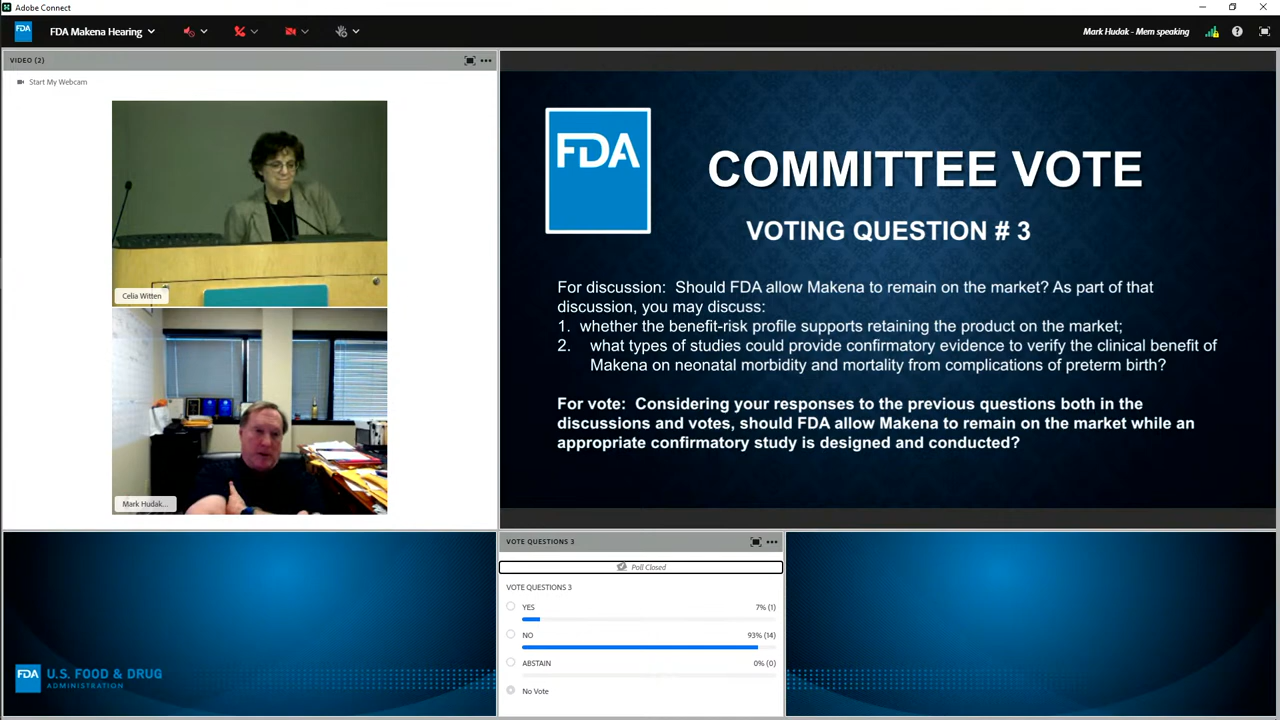 Adobe Connect
FDA
FDA Makena Hearing
Mark Hudak - Mem speaking
VIDEO (2)
Start My Webcam
Celia Witten
Mark Hudak...
FDA
COMMITTEE VOTE
VOTING QUESTION # 3
For discussion: Should FDA allow Makena to remain on the market? As part of that
discussion, you may discuss:
1. whether the benefit-risk profile supports retaining the product on the market;
2. what types of studies could provide confirmatory evidence to verify the clinical benefit of
Makena on neonatal morbidity and mortality from complications of preterm birth?
For vote: Considering your responses to the previous questions both in the
discussions and votes, should FDA allow Makena to remain on the market while an
appropriate confirmatory study is designed and conducted?
VOTE QUESTIONS 3
Poll Closed
VOTE QUESTIONS 3
YES 7% (1)
NO 93% (14)
ABSTAIN 0% (0)
No Vote
FDA U.S. FOOD & DRUG
ADMINISTRATION